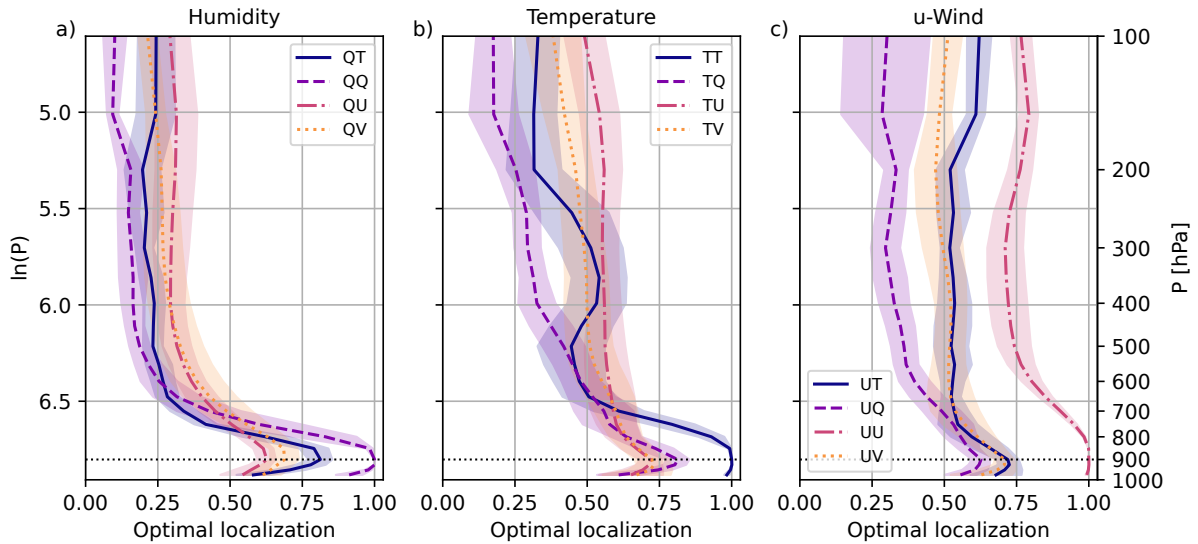 a)
Humidity
QT
QQ
QU
QV
ln(P)
5.0
5.5
6.0
6.5
0.00
0.25
0.50
0.75
1.00
Optimal localization
b)
Temperature
TT
TQ
TU
TV
0.00
0.25
0.50
0.75
1.00
Optimal localization
c)
u-Wind
UT
UQ
UU
UV
0.00
0.25
0.50
0.75
1.00
Optimal localization
100
200
300
400
500
600
700
800
900
1000
P [hPa]